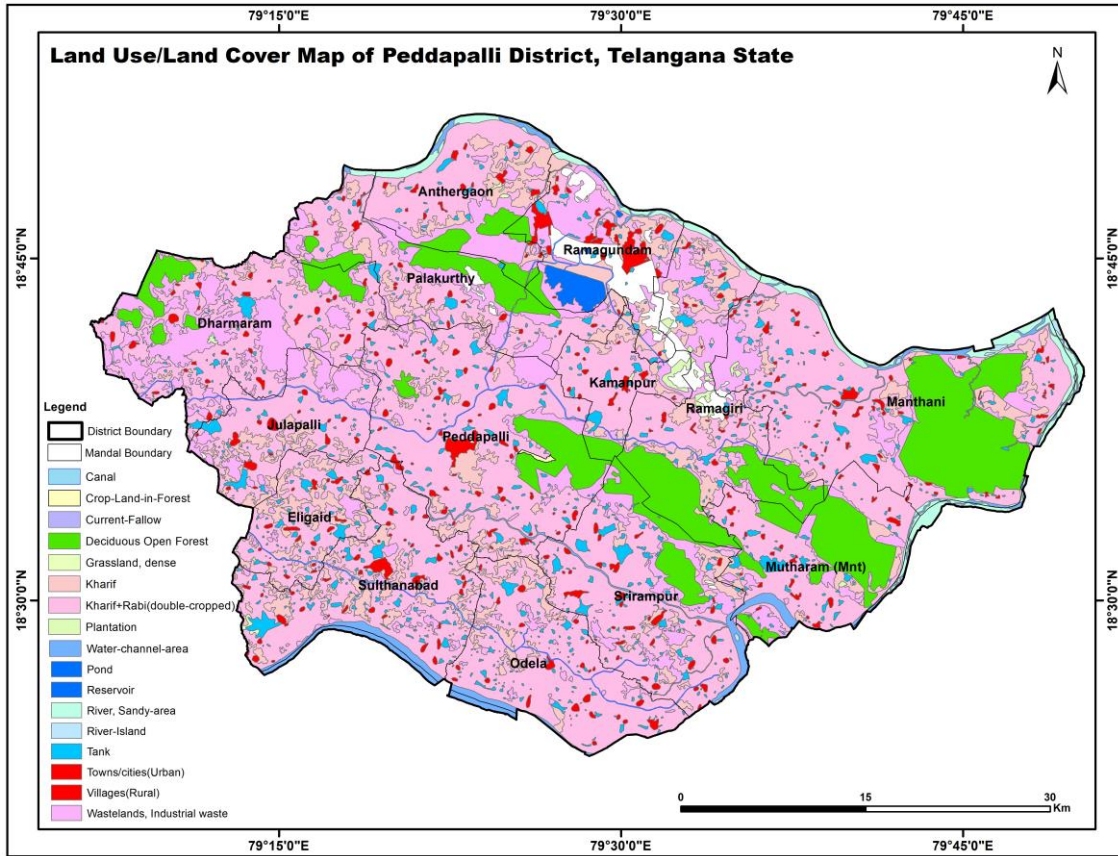 79°15'0"E
79°30'0"E
79°45'0"E
Land Use/Land Cover Map of Peddapalli District, Telangana State
N
18°45'0"N
18°45'0"N
Anthergaon
Ramagundam
Palakurthy
Dharmaram
Kamanpur
Manthani
Ramagiri
Julapalli
Peddapalli
Eligaid
Mutharam (Mnt)
Sulthanabad
Srirampur
Odela
18°30'0"N
18°30'0"N
Legend
District Boundary
Mandal Boundary
Canal
Crop-Land-in-Forest
Current-Fallow
Deciduous Open Forest
Grassland, dense
Kharif
Kharif+Rabi(double-cropped)
Plantation
Water-channel-area
Pond
Reservoir
River, Sandy-area
River-Island
Tank
Towns/cities(Urban)
Villages(Rural)
Wastelands, Industrial waste
0 15 30
Km
79°15'0"E
79°30'0"E
79°45'0"E